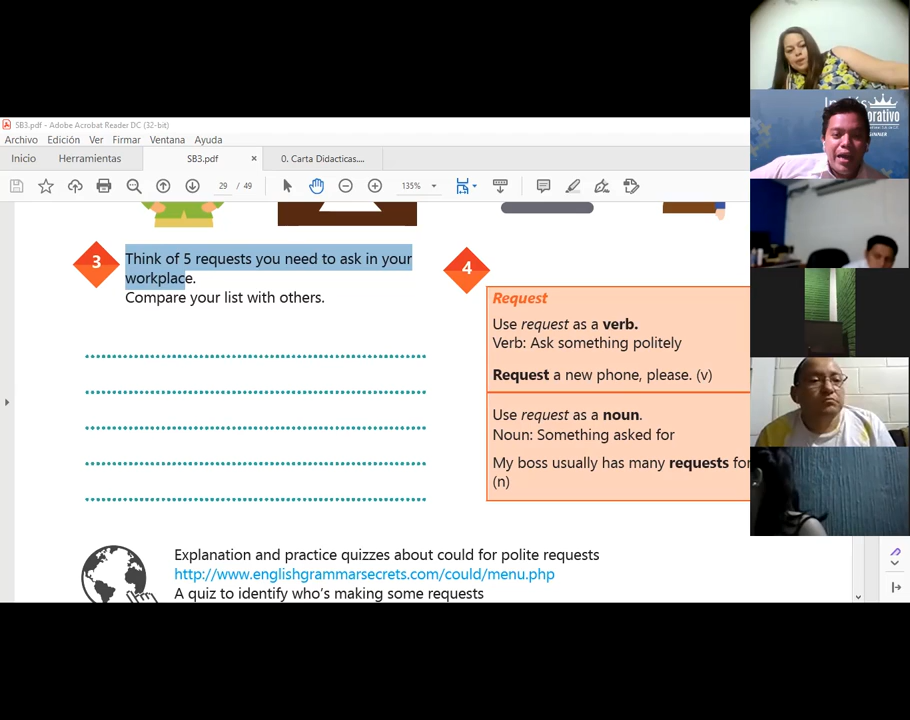 SB3.pdf - Adobe Acrobat Reader DC (32-bit)
Archivo Edición Ver Firmar Ventana Ayuda
Inicio Herramientas SB3.pdf × 0. Carta Didacticas....
29 / 49 135%
3 Think of 5 requests you need to ask in your
workplace.
Compare your list with others.
4
Request
Use request as a verb.
Verb: Ask something politely
Request a new phone, please. (v)
Use request as a noun.
Noun: Something asked for
My boss usually has many requests for
(n)
Explanation and practice quizzes about could for polite requests
http://www.englishgrammarsecrets.com/could/menu.php
A quiz to identify who's making some requests